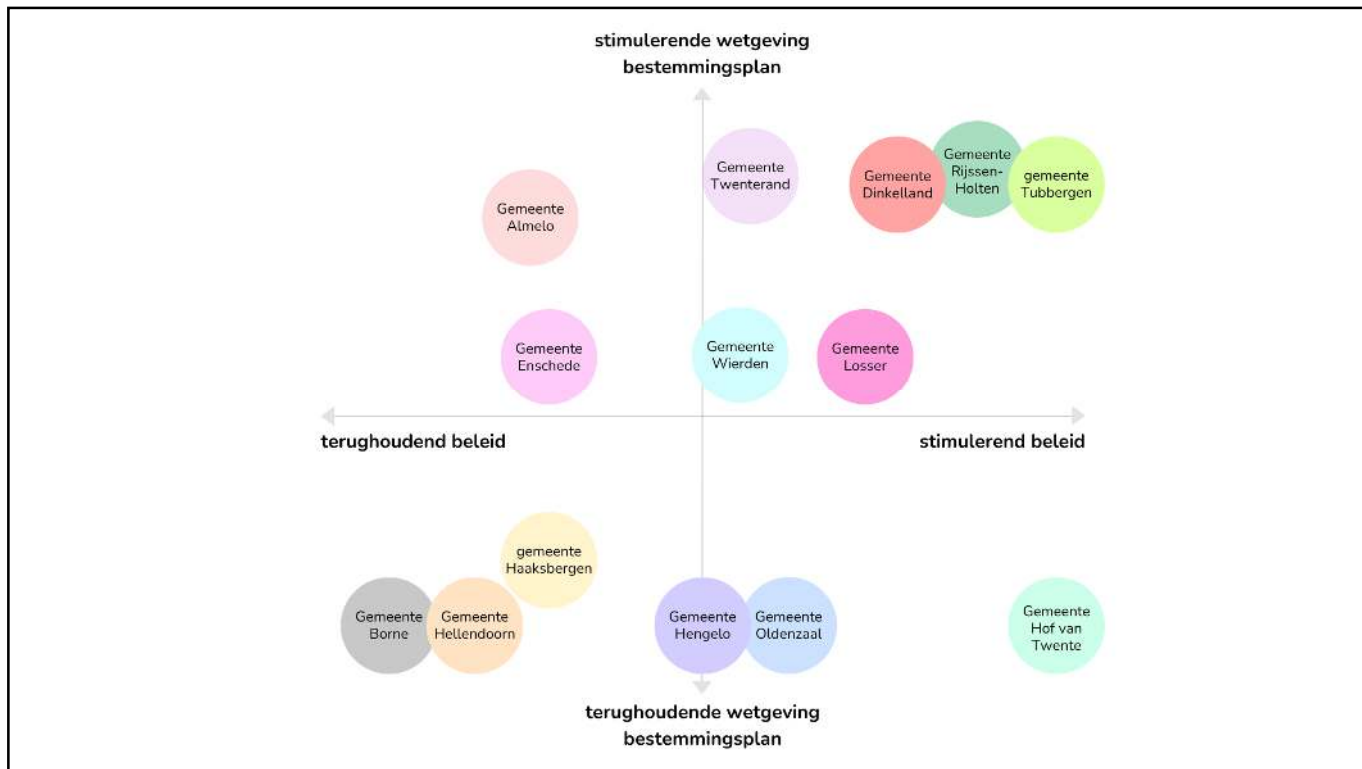 stimulerende wetgeving
bestemmingsplan
Gemeente
Twenterand
Gemeente
Dinkelland
Gemeente
Rijssen-
Holten
gemeente
Tubbergen
Gemeente
Almelo
Gemeente
Enschede
Gemeente
Wierden
Gemeente
Losser
terughoudend beleid
stimulerend beleid
gemeente
Haaksbergen
Gemeente
Borne
Gemeente
Hellendoorn
Gemeente
Hengelo
Gemeente
Oldenzaal
Gemeente
Hof van
Twente
terughoudende wetgeving
bestemmingsplan